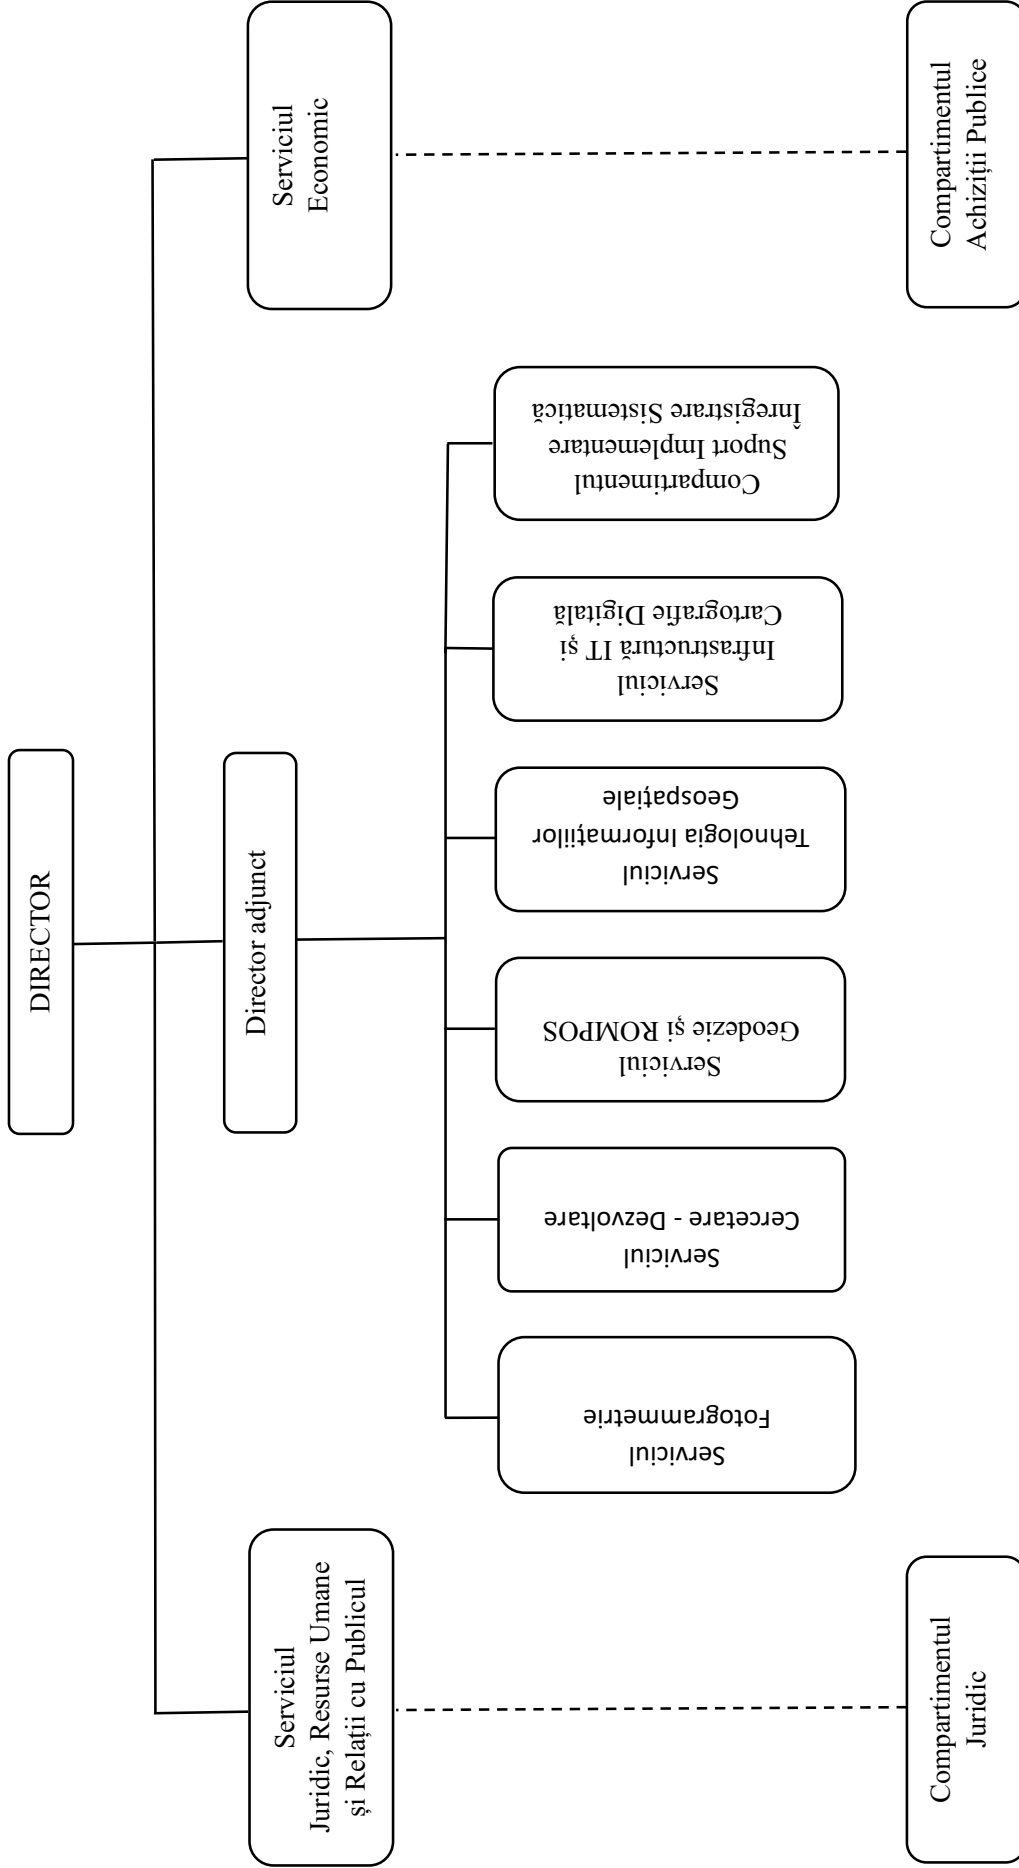 DIRECTOR
Director adjunct
Serviciul
Juridic, Resurse Umane
și Relații cu Publicul
Serviciul
Economic
Serviciul
Fotogrammetrie
Serviciul
Cercetare - Dezvoltare
Serviciul
Geodezie și ROMPOS
Serviciul
Tehnologia Informațiilor
Geospațiale
Serviciul
Infrastructură IT și
Cartografie Digitală
Compartimentul
Suport Implementare
Înregistrare Sistematică
Compartimentul
Juridic
Compartimentul
Achiziții Publice